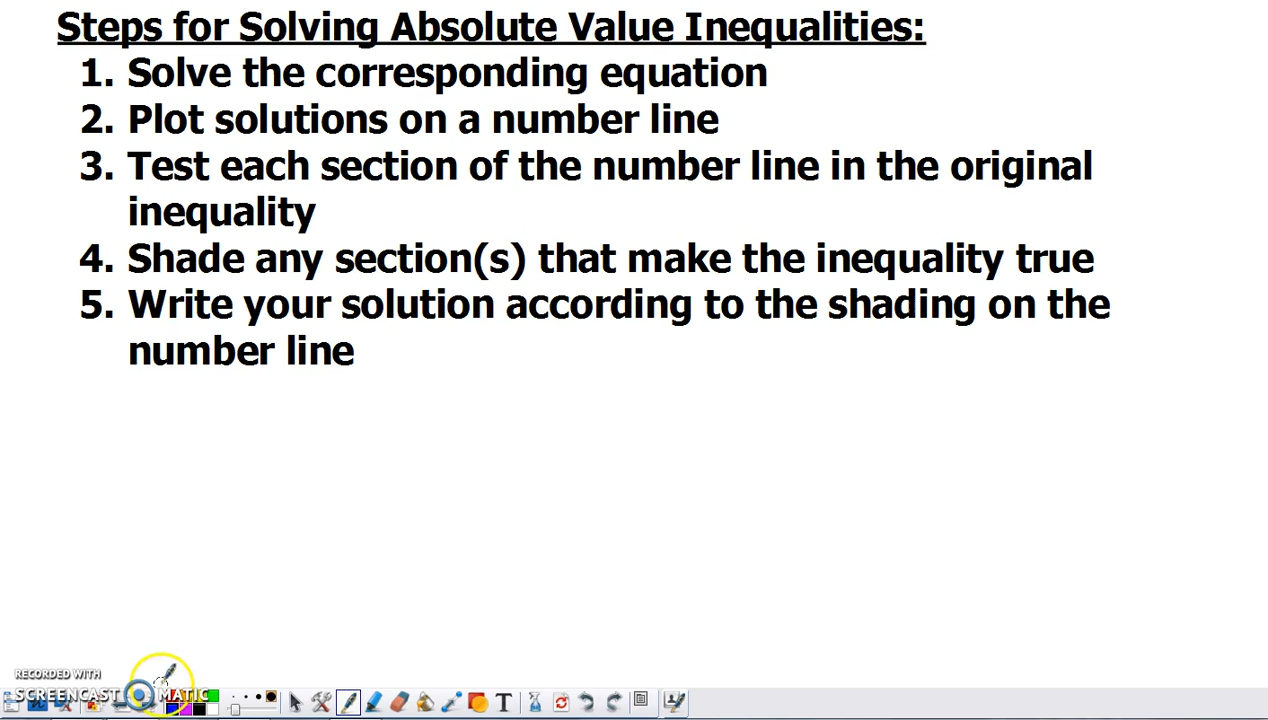 Steps for Solving Absolute Value Inequalities:
1. Solve the corresponding equation
2. Plot solutions on a number line
3. Test each section of the number line in the original
inequality
4. Shade any section(s) that make the inequality true
5. Write your solution according to the shading on the
number line
RECORDED WITH
SCREENCAST MATIC
T